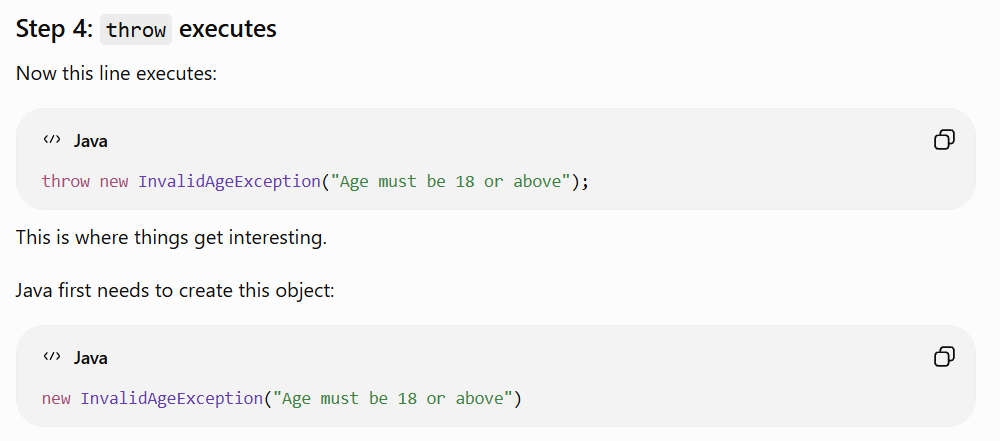 Step 4: throw executes
Now this line executes:
Java
throw new InvalidAgeException("Age must be 18 or above");
This is where things get interesting.
Java first needs to create this object:
Java
new InvalidAgeException("Age must be 18 or above")